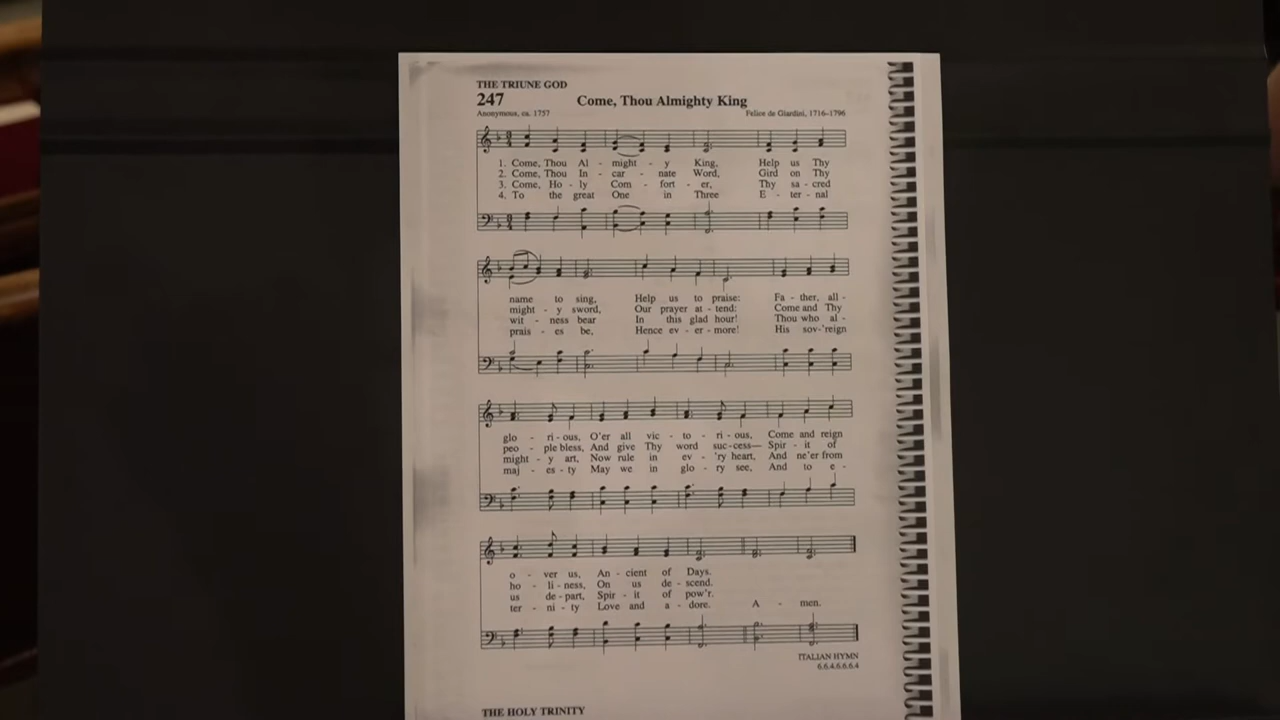 THE TRIUNE GOD
247 Come, Thou Almighty King
Anonymous, ca. 1757 Felice de Giardini, 1716–1796
1. Come, Thou Al - might - y King, Help us Thy
2. Come, Thou In - car - nate Word, Gird on Thy
3. Come, Ho - ly Com - fort - er, Thy sa - cred
4. To the great One in Three E - ter - nal
name to sing, Help us to praise: Fa - ther, all -
might - y sword, Our prayer at - tend: Come and Thy
wit - ness bear In this glad hour! Thou who al -
prais - es be, Hence ev - er - more! His sov-'reign
glo - ri - ous, O'er all vic - to - ri - ous, Come and reign
peo - ple bless, And give Thy word suc-cess— Spir - it of
might - y art, Now rule in ev - 'ry heart, And ne'er from
maj - es - ty May we in glo - ry see, And to e -
o - ver us, An - cient of Days.
ho - li - ness, On us de - scend.
us de - part, Spir - it of pow'r.
ter - ni - ty Love and a - dore. A - men.
ITALIAN HYMN
6.6.4.6.6.6.4
THE HOLY TRINITY